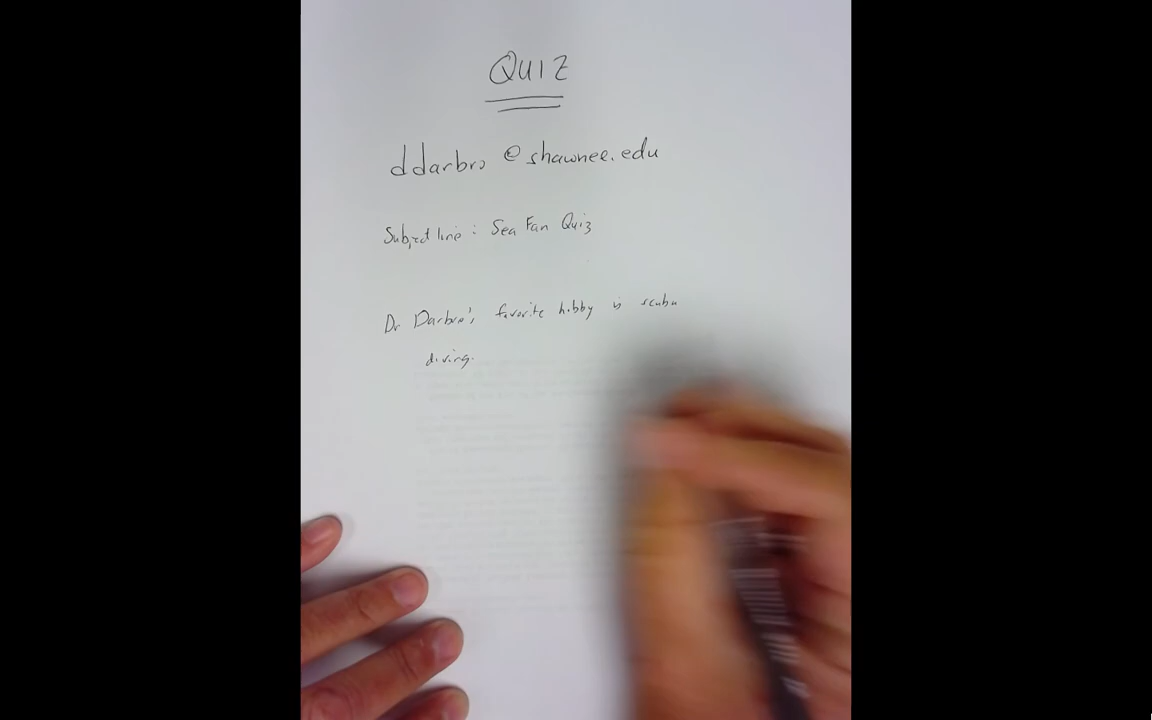 QUIZ
ddarbro @ shawnee.edu
Subject line : Sea Fan Quiz
Dr Darbro's favorite hobby is scuba
diving.